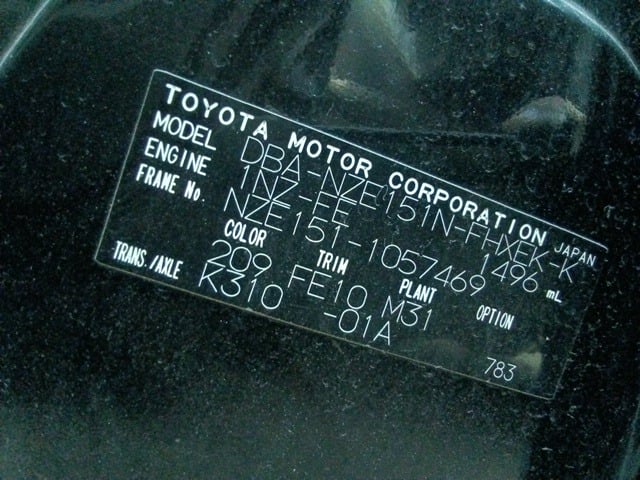 TOYOTA MOTOR CORPORATION JAPAN
MODEL DBA-NZE151N-FHXEK-K
ENGINE 1NZ-FE 1496 mL
FRAME No. NZE151-1057469
COLOR TRIM PLANT OPTION
209 FE10 M31
TRANS./AXLE K310 -01A
783